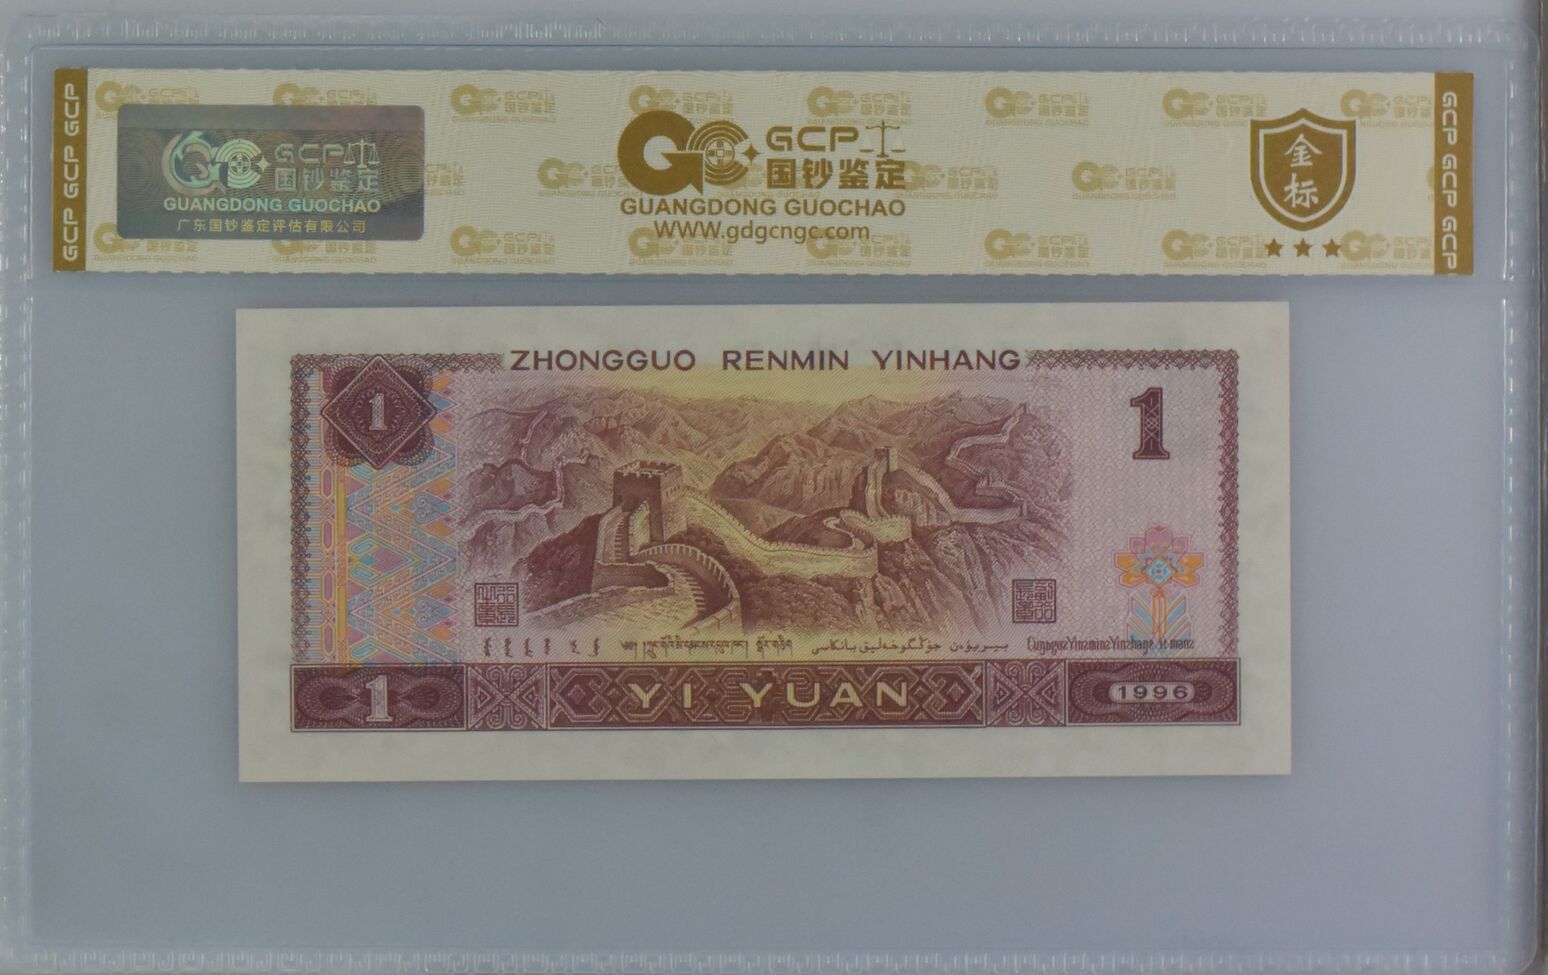 GCP GCP GCP
GCP
国钞鉴定
GUANGDONG GUOCHAO
广东国钞鉴定评估有限公司
GCP
国钞鉴定
GUANGDONG GUOCHAO
WWW.gdgcngc.com
金标
GCP GCP GCP
ZHONGGUO RENMIN YINHANG
1
1
1
YI YUAN
1996